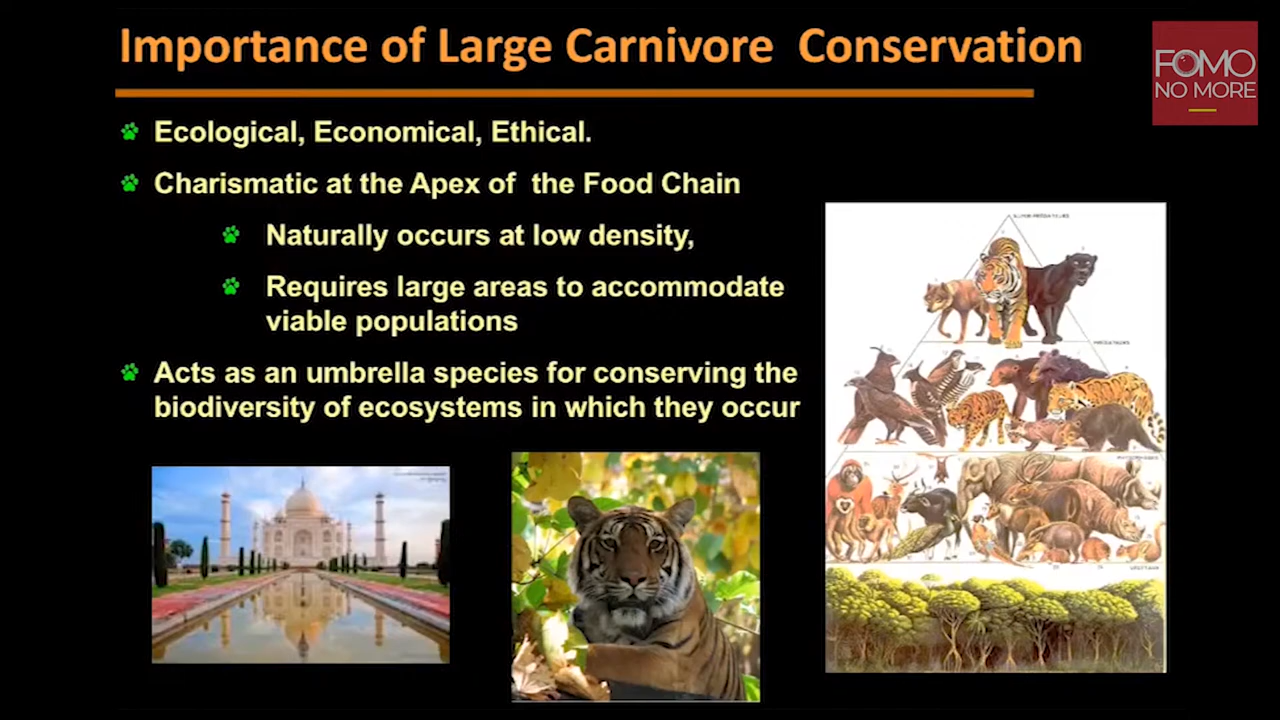 Importance of Large Carnivore Conservation
FOMO
NO MORE
Ecological, Economical, Ethical.
Charismatic at the Apex of the Food Chain
Naturally occurs at low density,
Requires large areas to accommodate
viable populations
Acts as an umbrella species for conserving the
biodiversity of ecosystems in which they occur